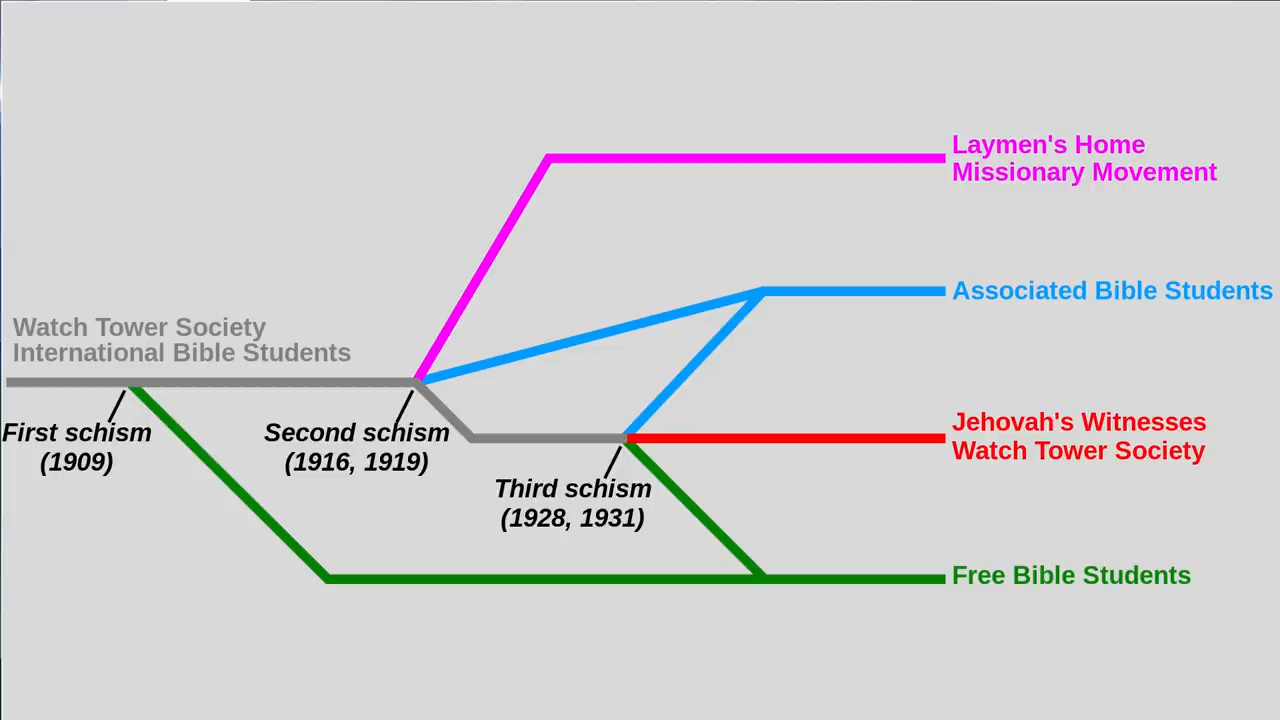 Laymen's Home
Missionary Movement
Associated Bible Students
Watch Tower Society
International Bible Students
First schism
(1909)
Second schism
(1916, 1919)
Third schism
(1928, 1931)
Jehovah's Witnesses
Watch Tower Society
Free Bible Students